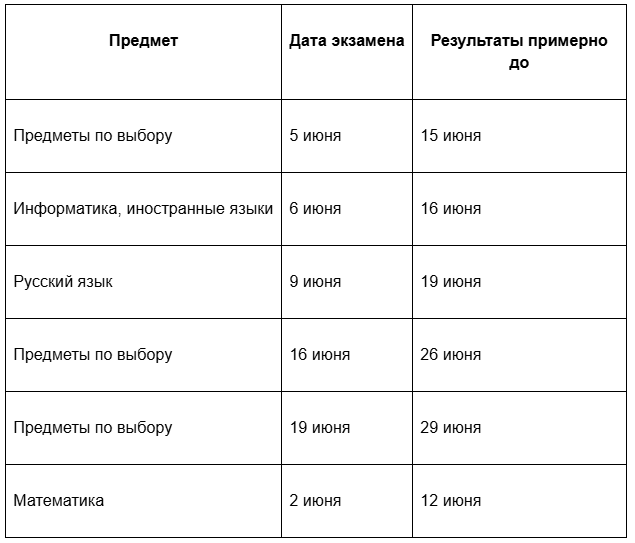 Предмет Дата экзамена Результаты примерно
до
Предметы по выбору 5 июня 15 июня
Информатика, иностранные языки 6 июня 16 июня
Русский язык 9 июня 19 июня
Предметы по выбору 16 июня 26 июня
Предметы по выбору 19 июня 29 июня
Математика 2 июня 12 июня